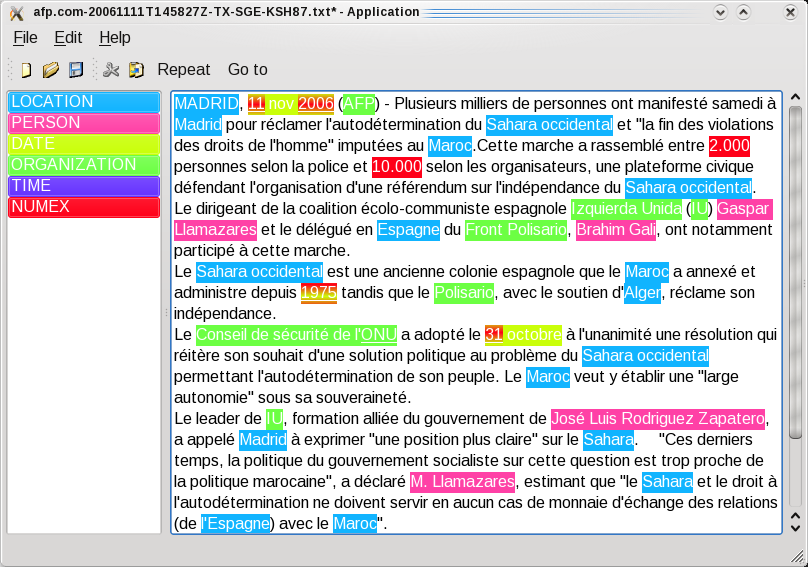 afp.com-20061111T145827Z-TX-SGE-KSH87.txt* - Application
File Edit Help
Repeat Go to
LOCATION
PERSON
DATE
ORGANIZATION
TIME
NUMEX
MADRID, 11 nov 2006 (AFP) - Plusieurs milliers de personnes ont manifesté samedi à
Madrid pour réclamer l'autodétermination du Sahara occidental et "la fin des violations
des droits de l'homme" imputées au Maroc.Cette marche a rassemblé entre 2.000
personnes selon la police et 10.000 selon les organisateurs, une plateforme civique
défendant l'organisation d'une référendum sur l'indépendance du Sahara occidental.
Le dirigeant de la coalition écolo-communiste espagnole Izquierda Unida (IU) Gaspar
Llamazares et le délégué en Espagne du Front Polisario, Brahim Gali, ont notamment
participé à cette marche.
Le Sahara occidental est une ancienne colonie espagnole que le Maroc a annexé et
administre depuis 1975 tandis que le Polisario, avec le soutien d'Alger, réclame son
indépendance.
Le Conseil de sécurité de l'ONU a adopté le 31 octobre à l'unanimité une résolution qui
réitère son souhait d'une solution politique au problème du Sahara occidental
permettant l'autodétermination de son peuple. Le Maroc veut y établir une "large
autonomie" sous sa souveraineté.
Le leader de IU, formation alliée du gouvernement de José Luis Rodriguez Zapatero,
a appelé Madrid à exprimer "une position plus claire" sur le Sahara. "Ces derniers
temps, la politique du gouvernement socialiste sur cette question est trop proche de
la politique marocaine", a déclaré M. Llamazares, estimant que "le Sahara et le droit à
l'autodétermination ne doivent servir en aucun cas de monnaie d'échange des relations
(de l'Espagne) avec le Maroc".